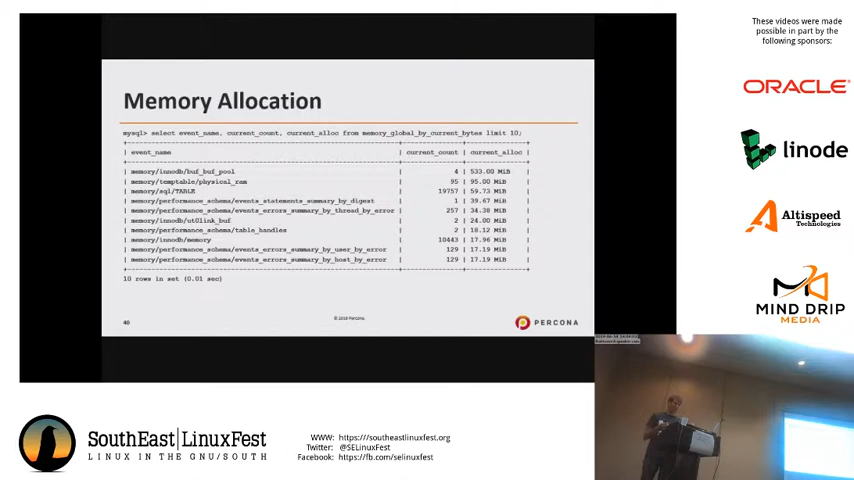 Memory Allocation
mysql> select event_name, current_count, current_alloc from memory_global_by_current_bytes limit 10;
| event_name | current_count | current_alloc |
| memory/innodb/buf_buf_pool | 4 | 533.00 MiB |
| memory/temptable/physical_ram | 95 | 95.00 MiB |
| memory/sql/TABLE | 19757 | 59.73 MiB |
| memory/performance_schema/events_statements_summary_by_digest | 1 | 39.67 MiB |
| memory/performance_schema/events_errors_summary_by_thread_by_error | 257 | 34.38 MiB |
| memory/innodb/ut0link_buf | 2 | 24.00 MiB |
| memory/performance_schema/table_handles | 2 | 18.12 MiB |
| memory/innodb/memory | 10443 | 17.96 MiB |
| memory/performance_schema/events_errors_summary_by_user_by_error | 129 | 17.19 MiB |
| memory/performance_schema/events_errors_summary_by_host_by_error | 129 | 17.19 MiB |
10 rows in set (0.01 sec)
40
PERCONA
These videos were made
possible in part by the
following sponsors:
ORACLE
linode
Altispeed
Technologies
MIND DRIP
MEDIA
SouthEast|LinuxFest
LINUX IN THE GNU/SOUTH
WWW: https://southeastlinuxfest.org
Twitter: @SELinuxFest
Facebook: https://fb.com/selinuxfest